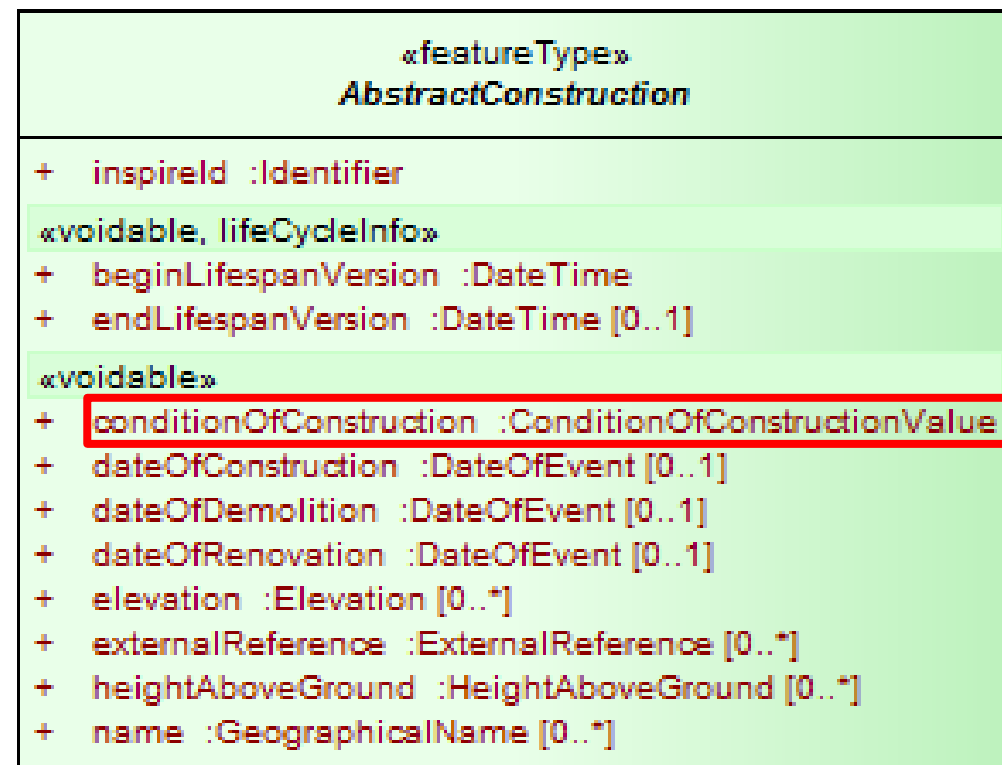 «featureType»
AbstractConstruction
+ inspireId :Identifier
«voidable, lifeCycleInfo»
+ beginLifespanVersion :DateTime
+ endLifespanVersion :DateTime [0..1]
«voidable»
+ conditionOfConstruction :ConditionOfConstructionValue
+ dateOfConstruction :DateOfEvent [0..1]
+ dateOfDemolition :DateOfEvent [0..1]
+ dateOfRenovation :DateOfEvent [0..1]
+ elevation :Elevation [0..*]
+ externalReference :ExternalReference [0..*]
+ heightAboveGround :HeightAboveGround [0..*]
+ name :GeographicalName [0..*]